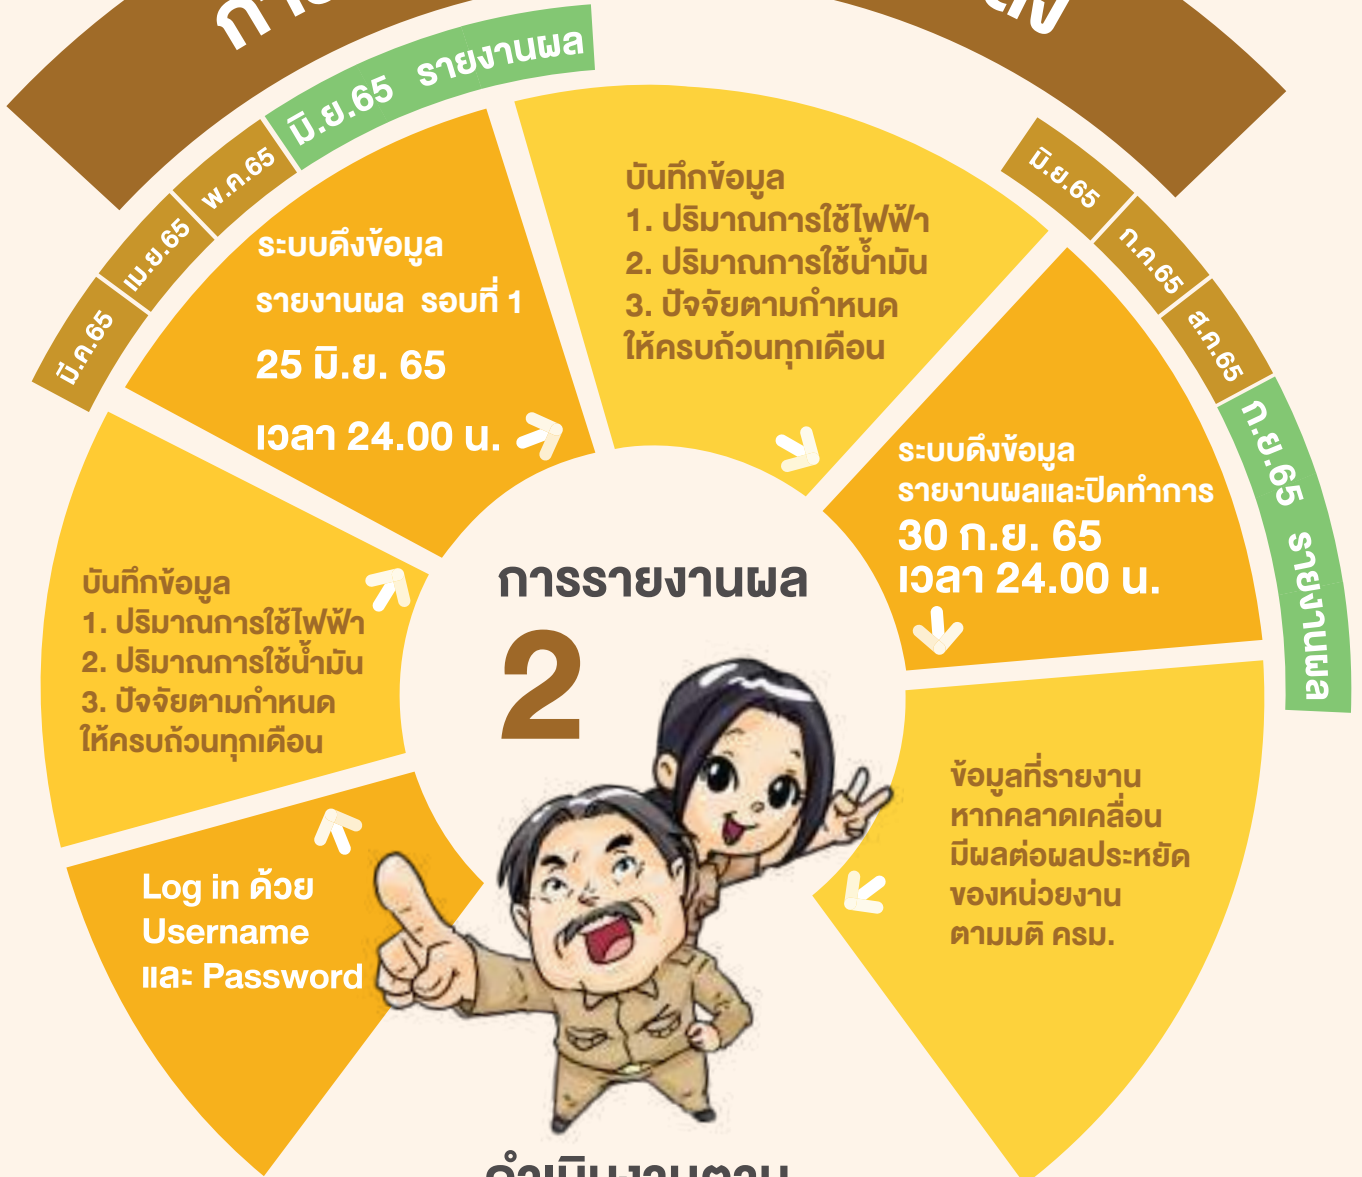 มี.ค.65
เม.ย.65
พ.ค.65
มิ.ย.65 รายงานผล
มิ.ย.65
ก.ค.65
ส.ค.65
ก.ย.65 รายงานผล
Log in ด้วย
Username
และ Password
บันทึกข้อมูล
1. ปริมาณการใช้ไฟฟ้า
2. ปริมาณการใช้น้ำมัน
3. ปัจจัยตามกำหนด
ให้ครบถ้วนทุกเดือน
ระบบดึงข้อมูล
รายงานผล รอบที่ 1
25 มิ.ย. 65
เวลา 24.00 น.
บันทึกข้อมูล
1. ปริมาณการใช้ไฟฟ้า
2. ปริมาณการใช้น้ำมัน
3. ปัจจัยตามกำหนด
ให้ครบถ้วนทุกเดือน
ระบบดึงข้อมูล
รายงานผลและปิดทำการ
30 ก.ย. 65
เวลา 24.00 น.
ข้อมูลที่รายงาน
หากคลาดเคลื่อน
มีผลต่อผลประหยัด
ของหน่วยงาน
ตามมติ ครม.
การรายงานผล
2
ดำเนินงานตาม